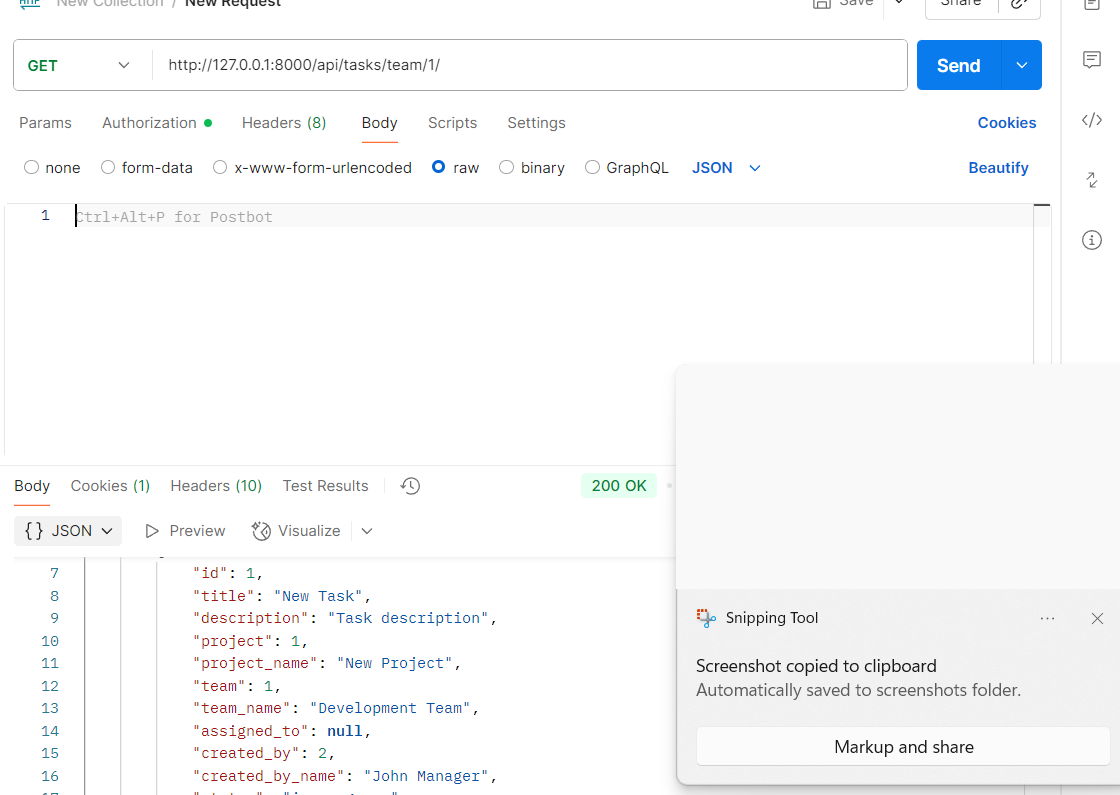 HTTP New Collection / New Request Save Share
GET http://127.0.0.1:8000/api/tasks/team/1/ Send
Params Authorization Headers (8) Body Scripts Settings Cookies
none form-data x-www-form-urlencoded raw binary GraphQL JSON Beautify
1 Ctrl+Alt+P for Postbot
Body Cookies (1) Headers (10) Test Results 200 OK
{} JSON Preview Visualize
7 "id": 1,
8 "title": "New Task",
9 "description": "Task description",
10 "project": 1,
11 "project_name": "New Project",
12 "team": 1,
13 "team_name": "Development Team",
14 "assigned_to": null,
15 "created_by": 2,
16 "created_by_name": "John Manager",
Snipping Tool
Screenshot copied to clipboard
Automatically saved to screenshots folder.
Markup and share